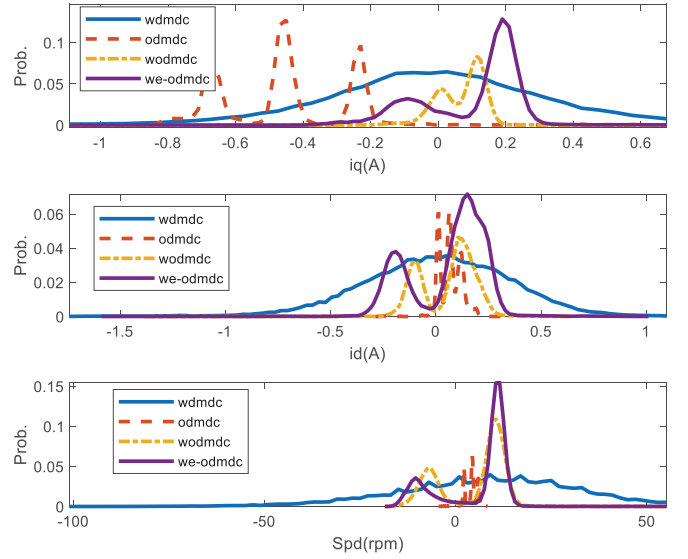 Prob.
0.1
0.05
0
wdmdc
odmdc
wodmdc
we-odmdc
-1 -0.8 -0.6 -0.4 -0.2 0 0.2 0.4 0.6
iq(A)
Prob.
0.06
0.04
0.02
0
wdmdc
odmdc
wodmdc
we-odmdc
-1.5 -1 -0.5 0 0.5 1
id(A)
Prob.
0.15
0.1
0.05
0
wdmdc
odmdc
wodmdc
we-odmdc
-100 -50 0 50
Spd(rpm)